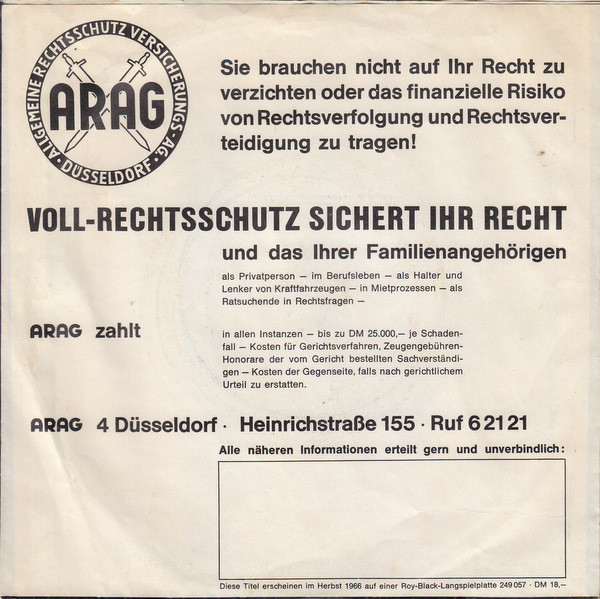 ALLGEMEINE RECHTSSCHUTZ VERSICHERUNGS-AG.
· DÜSSELDORF ·
ARAG
Sie brauchen nicht auf Ihr Recht zu
verzichten oder das finanzielle Risiko
von Rechtsverfolgung und Rechtsver-
teidigung zu tragen!
VOLL-RECHTSSCHUTZ SICHERT IHR RECHT
und das Ihrer Familienangehörigen
als Privatperson – im Berufsleben – als Halter und
Lenker von Kraftfahrzeugen – in Mietprozessen – als
Ratsuchende in Rechtsfragen –
ARAG zahlt
in allen Instanzen – bis zu DM 25.000,– je Schaden-
fall – Kosten für Gerichtsverfahren, Zeugengebühren-
Honorare der vom Gericht bestellten Sachverständi-
gen – Kosten der Gegenseite, falls nach gerichtlichem
Urteil zu erstatten.
ARAG 4 Düsseldorf · Heinrichstraße 155 · Ruf 6 21 21
Alle näheren Informationen erteilt gern und unverbindlich:
Diese Titel erscheinen im Herbst 1966 auf einer Roy-Black-Langspielplatte 249 057 · DM 18,–